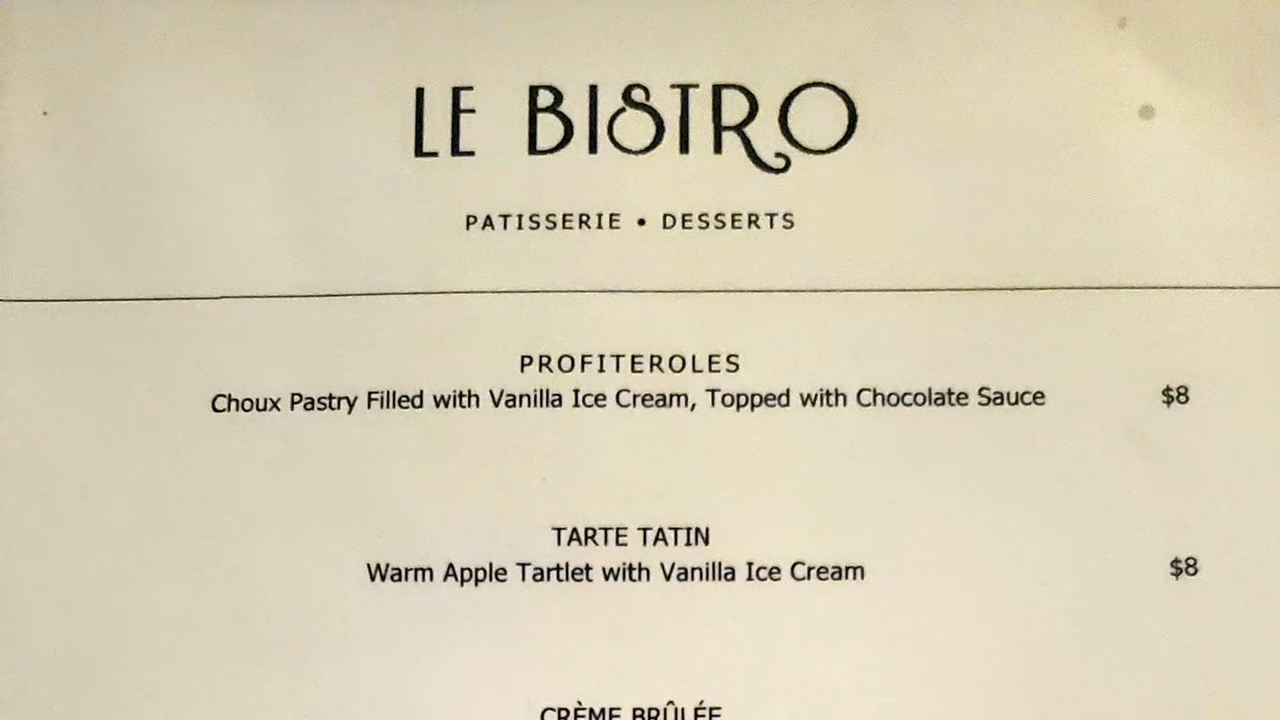 LE BISTRO
PATISSERIE • DESSERTS
PROFITEROLES
Choux Pastry Filled with Vanilla Ice Cream, Topped with Chocolate Sauce $8
TARTE TATIN
Warm Apple Tartlet with Vanilla Ice Cream $8
CRÈME BRÛLÉE